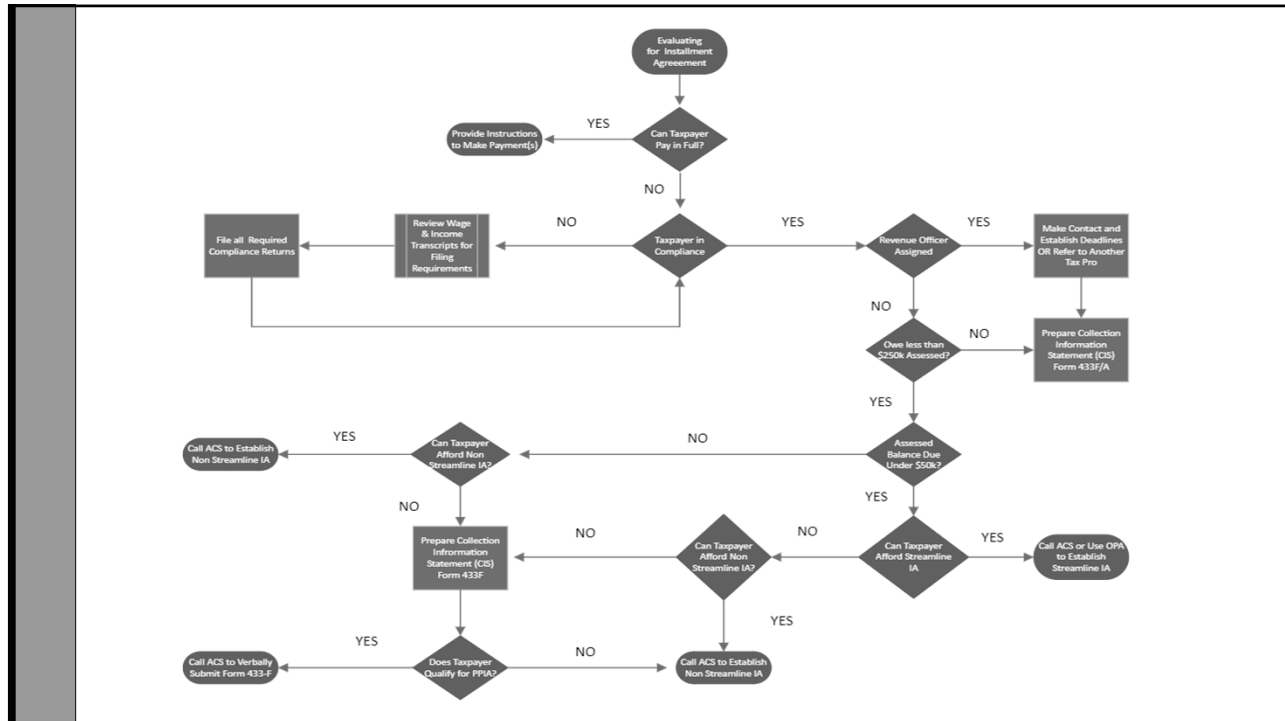 Evaluating
for Installment
Agreeement
YES
Can Taxpayer
Pay in Full?
Provide Instructions
to Make Payment(s)
NO
File all Required
Compliance Returns
Review Wage
& Income
Transcripts for
Filing
Requirements
NO
Taxpayer in
Compliance
YES
Revenue Officer
Assigned
YES
Make Contact and
Establish Deadlines
OR Refer to Another
Tax Pro
NO
Owe less than
$250k Assessed?
NO
Prepare Collection
Information
Statement (CIS)
Form 433F/A
YES
Call ACS to Establish
Non Streamline IA
YES
Can Taxpayer
Afford Non
Streamline IA?
NO
Assessed
Balance Due
Under $50k?
NO
YES
Prepare Collection
Infrormation
Statement (CIS)
Form 433F
NO
Can Taxpayer
Afford Non
Streamline IA?
NO
Can Taxpayer
Afford Streamline
IA
YES
Call ACS or Use OPA
to Establish
Streamline IA
YES
Call ACS to Verbally
Submit Form 433-F
YES
Does Taxpayer
Qualify for PPIA?
NO
Call ACS to Establish
Non Streamline IA